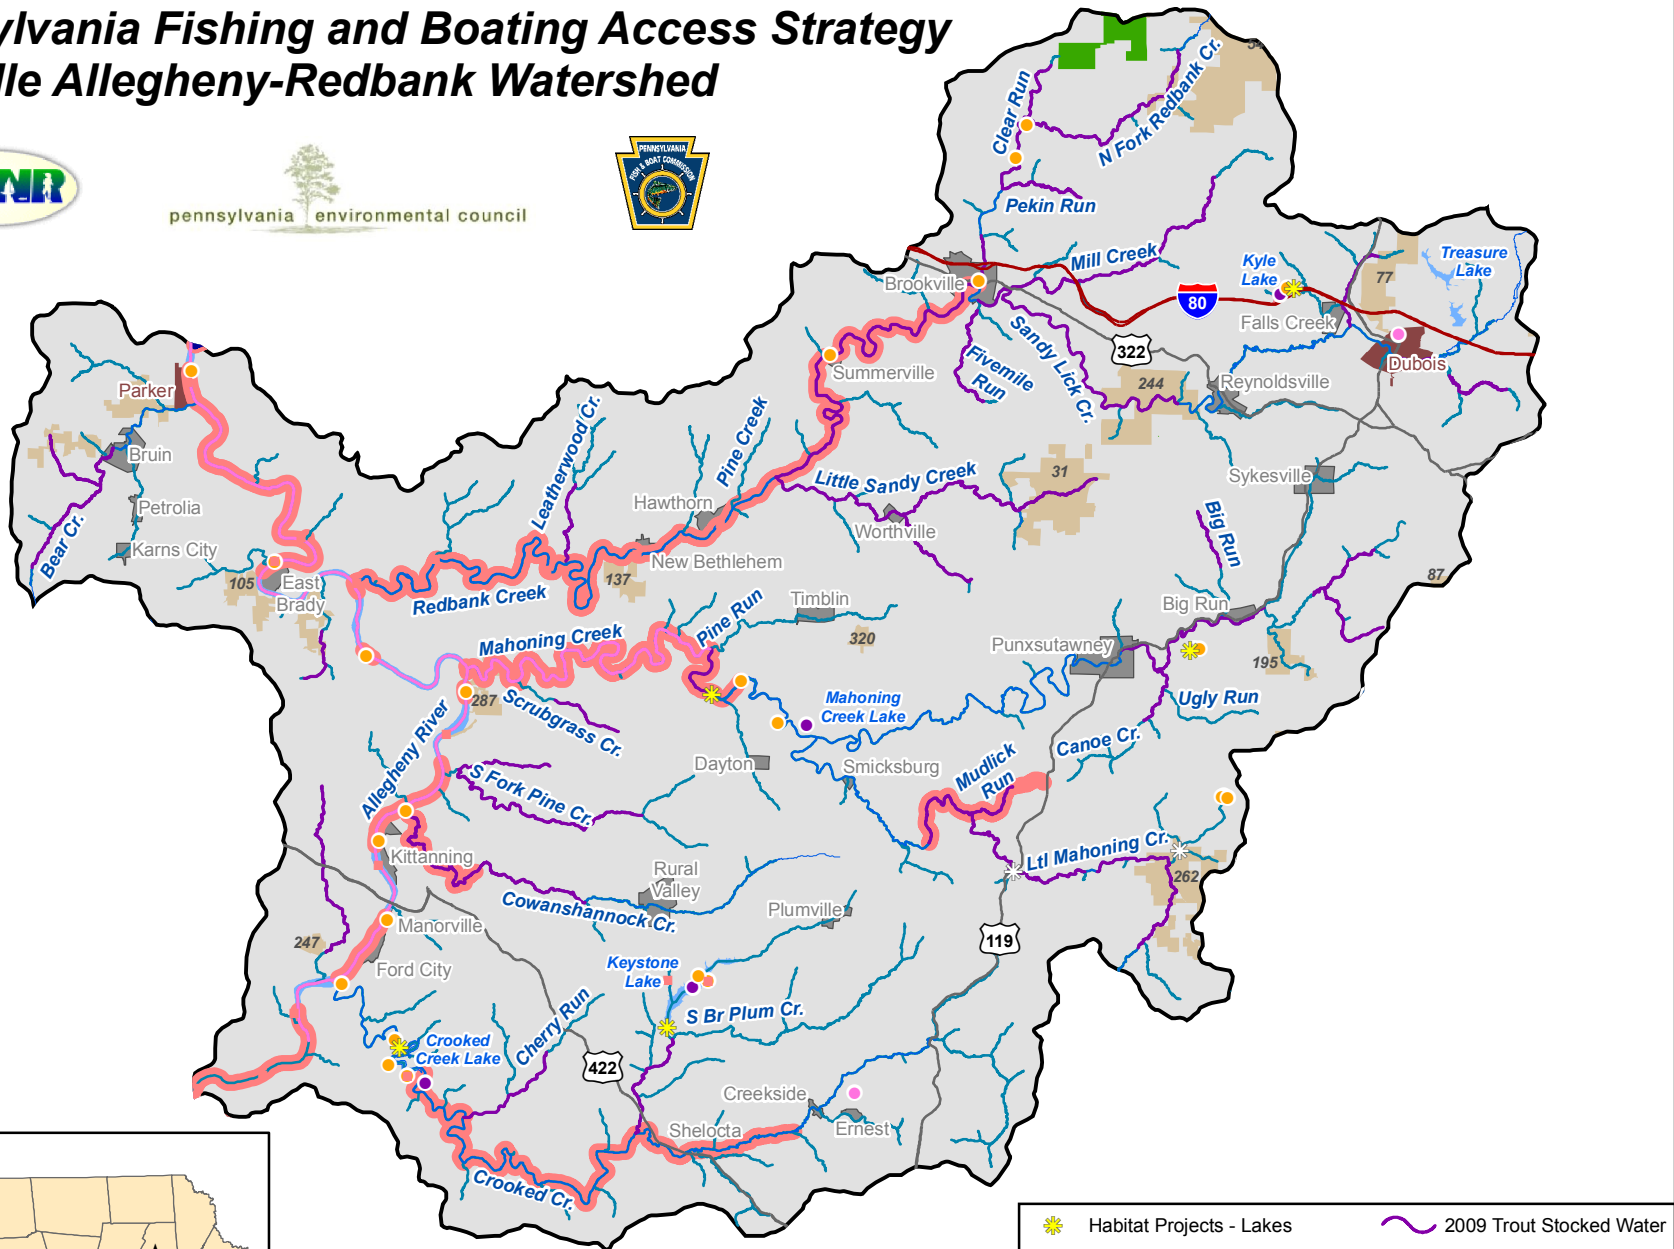 ylvania Fishing and Boating Access Strategy
lle Allegheny-Redbank Watershed
NR
pennsylvania environmental council
PENNSYLVANIA
FISH & BOAT COMMISSION
Clear Run
N Fork Redbank Cr.
54
Pekin Run
Mill Creek
Brookville
Kyle
Lake
80
77
Treasure
Lake
Falls Creek
Dubois
322
Sandy Lick Cr.
Fivemile
Run
Summerville
244
Reynoldsville
Parker
Bruin
Petrolia
Karns City
Bear Cr.
105
East
Brady
Leatherwood Cr.
Pine Creek
Hawthorn
New Bethlehem
137
Redbank Creek
Little Sandy Creek
Worthville
31
Sykesville
Big Run
Big Run
87
Mahoning Creek
Pine Run
Timblin
320
Punxsutawney
195
Ugly Run
287
Scrubgrass Cr.
Mahoning
Creek Lake
Allegheny River
S Fork Pine Cr.
Dayton
Smicksburg
Mudlick
Run
Canoe Cr.
Kittanning
Rural
Valley
Ltl Mahoning Cr.
262
Cowanshannock Cr.
Plumville
Manorville
247
Ford City
119
Keystone
Lake
S Br Plum Cr.
Cherry Run
Crooked
Creek Lake
422
Creekside
Ernest
Shelocta
Crooked Cr.
Habitat Projects - Lakes
2009 Trout Stocked Water